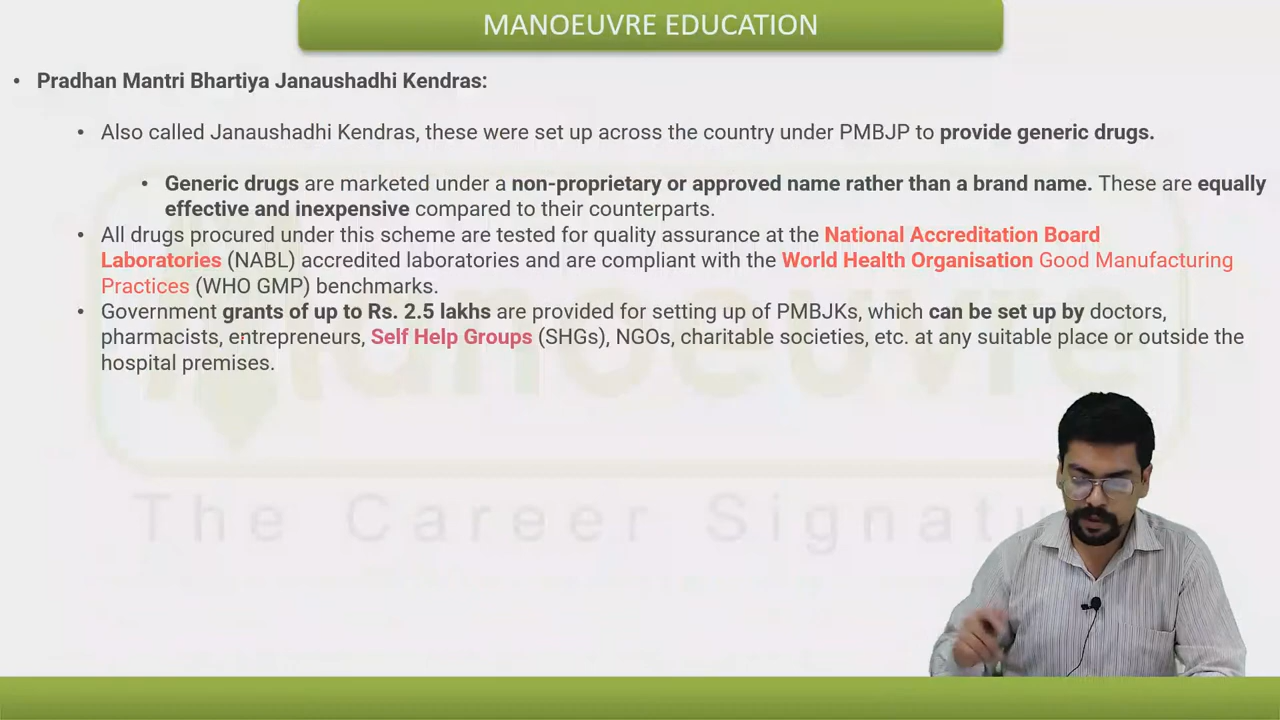 MANOEUVRE EDUCATION
• Pradhan Mantri Bhartiya Janaushadhi Kendras:
• Also called Janaushadhi Kendras, these were set up across the country under PMBJP to provide generic drugs.
• Generic drugs are marketed under a non-proprietary or approved name rather than a brand name. These are equally
effective and inexpensive compared to their counterparts.
• All drugs procured under this scheme are tested for quality assurance at the National Accreditation Board
Laboratories (NABL) accredited laboratories and are compliant with the World Health Organisation Good Manufacturing
Practices (WHO GMP) benchmarks.
• Government grants of up to Rs. 2.5 lakhs are provided for setting up of PMBJKs, which can be set up by doctors,
pharmacists, entrepreneurs, Self Help Groups (SHGs), NGOs, charitable societies, etc. at any suitable place or outside the
hospital premises.
Manoeuvre
The Career Signatu